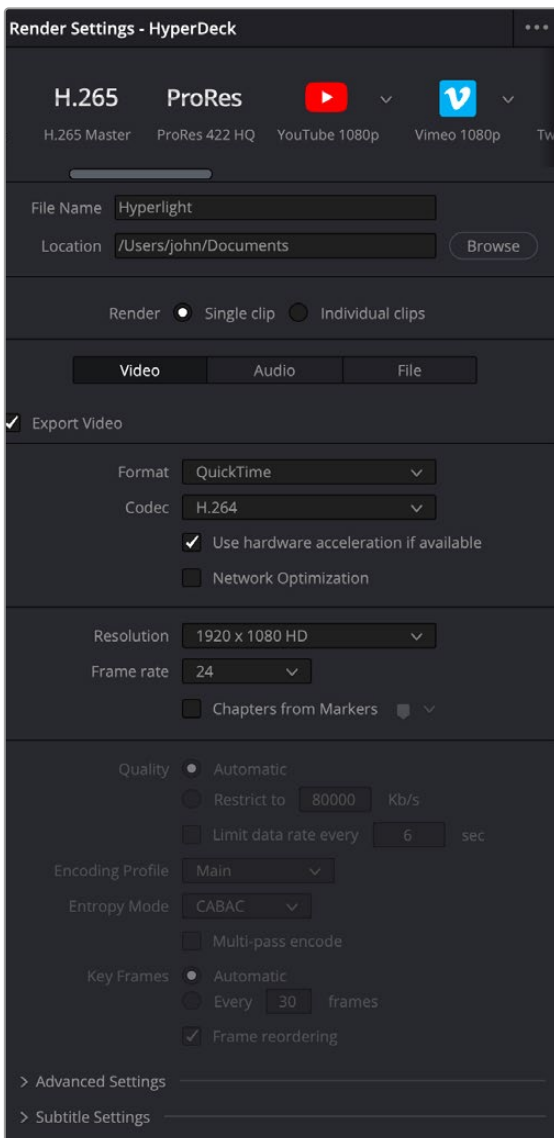 Render Settings - HyperDeck
H.265 ProRes
H.265 Master ProRes 422 HQ YouTube 1080p Vimeo 1080p Tw
File Name Hyperlight
Location /Users/john/Documents Browse
Render Single clip Individual clips
Video Audio File
Export Video
Format QuickTime
Codec H.264
Use hardware acceleration if available
Network Optimization
Resolution 1920 x 1080 HD
Frame rate 24
Chapters from Markers
Quality Automatic
Restrict to 80000 Kb/s
Limit data rate every 6 sec
Encoding Profile Main
Entropy Mode CABAC
Multi-pass encode
Key Frames Automatic
Every 30 frames
Frame reordering
> Advanced Settings
> Subtitle Settings